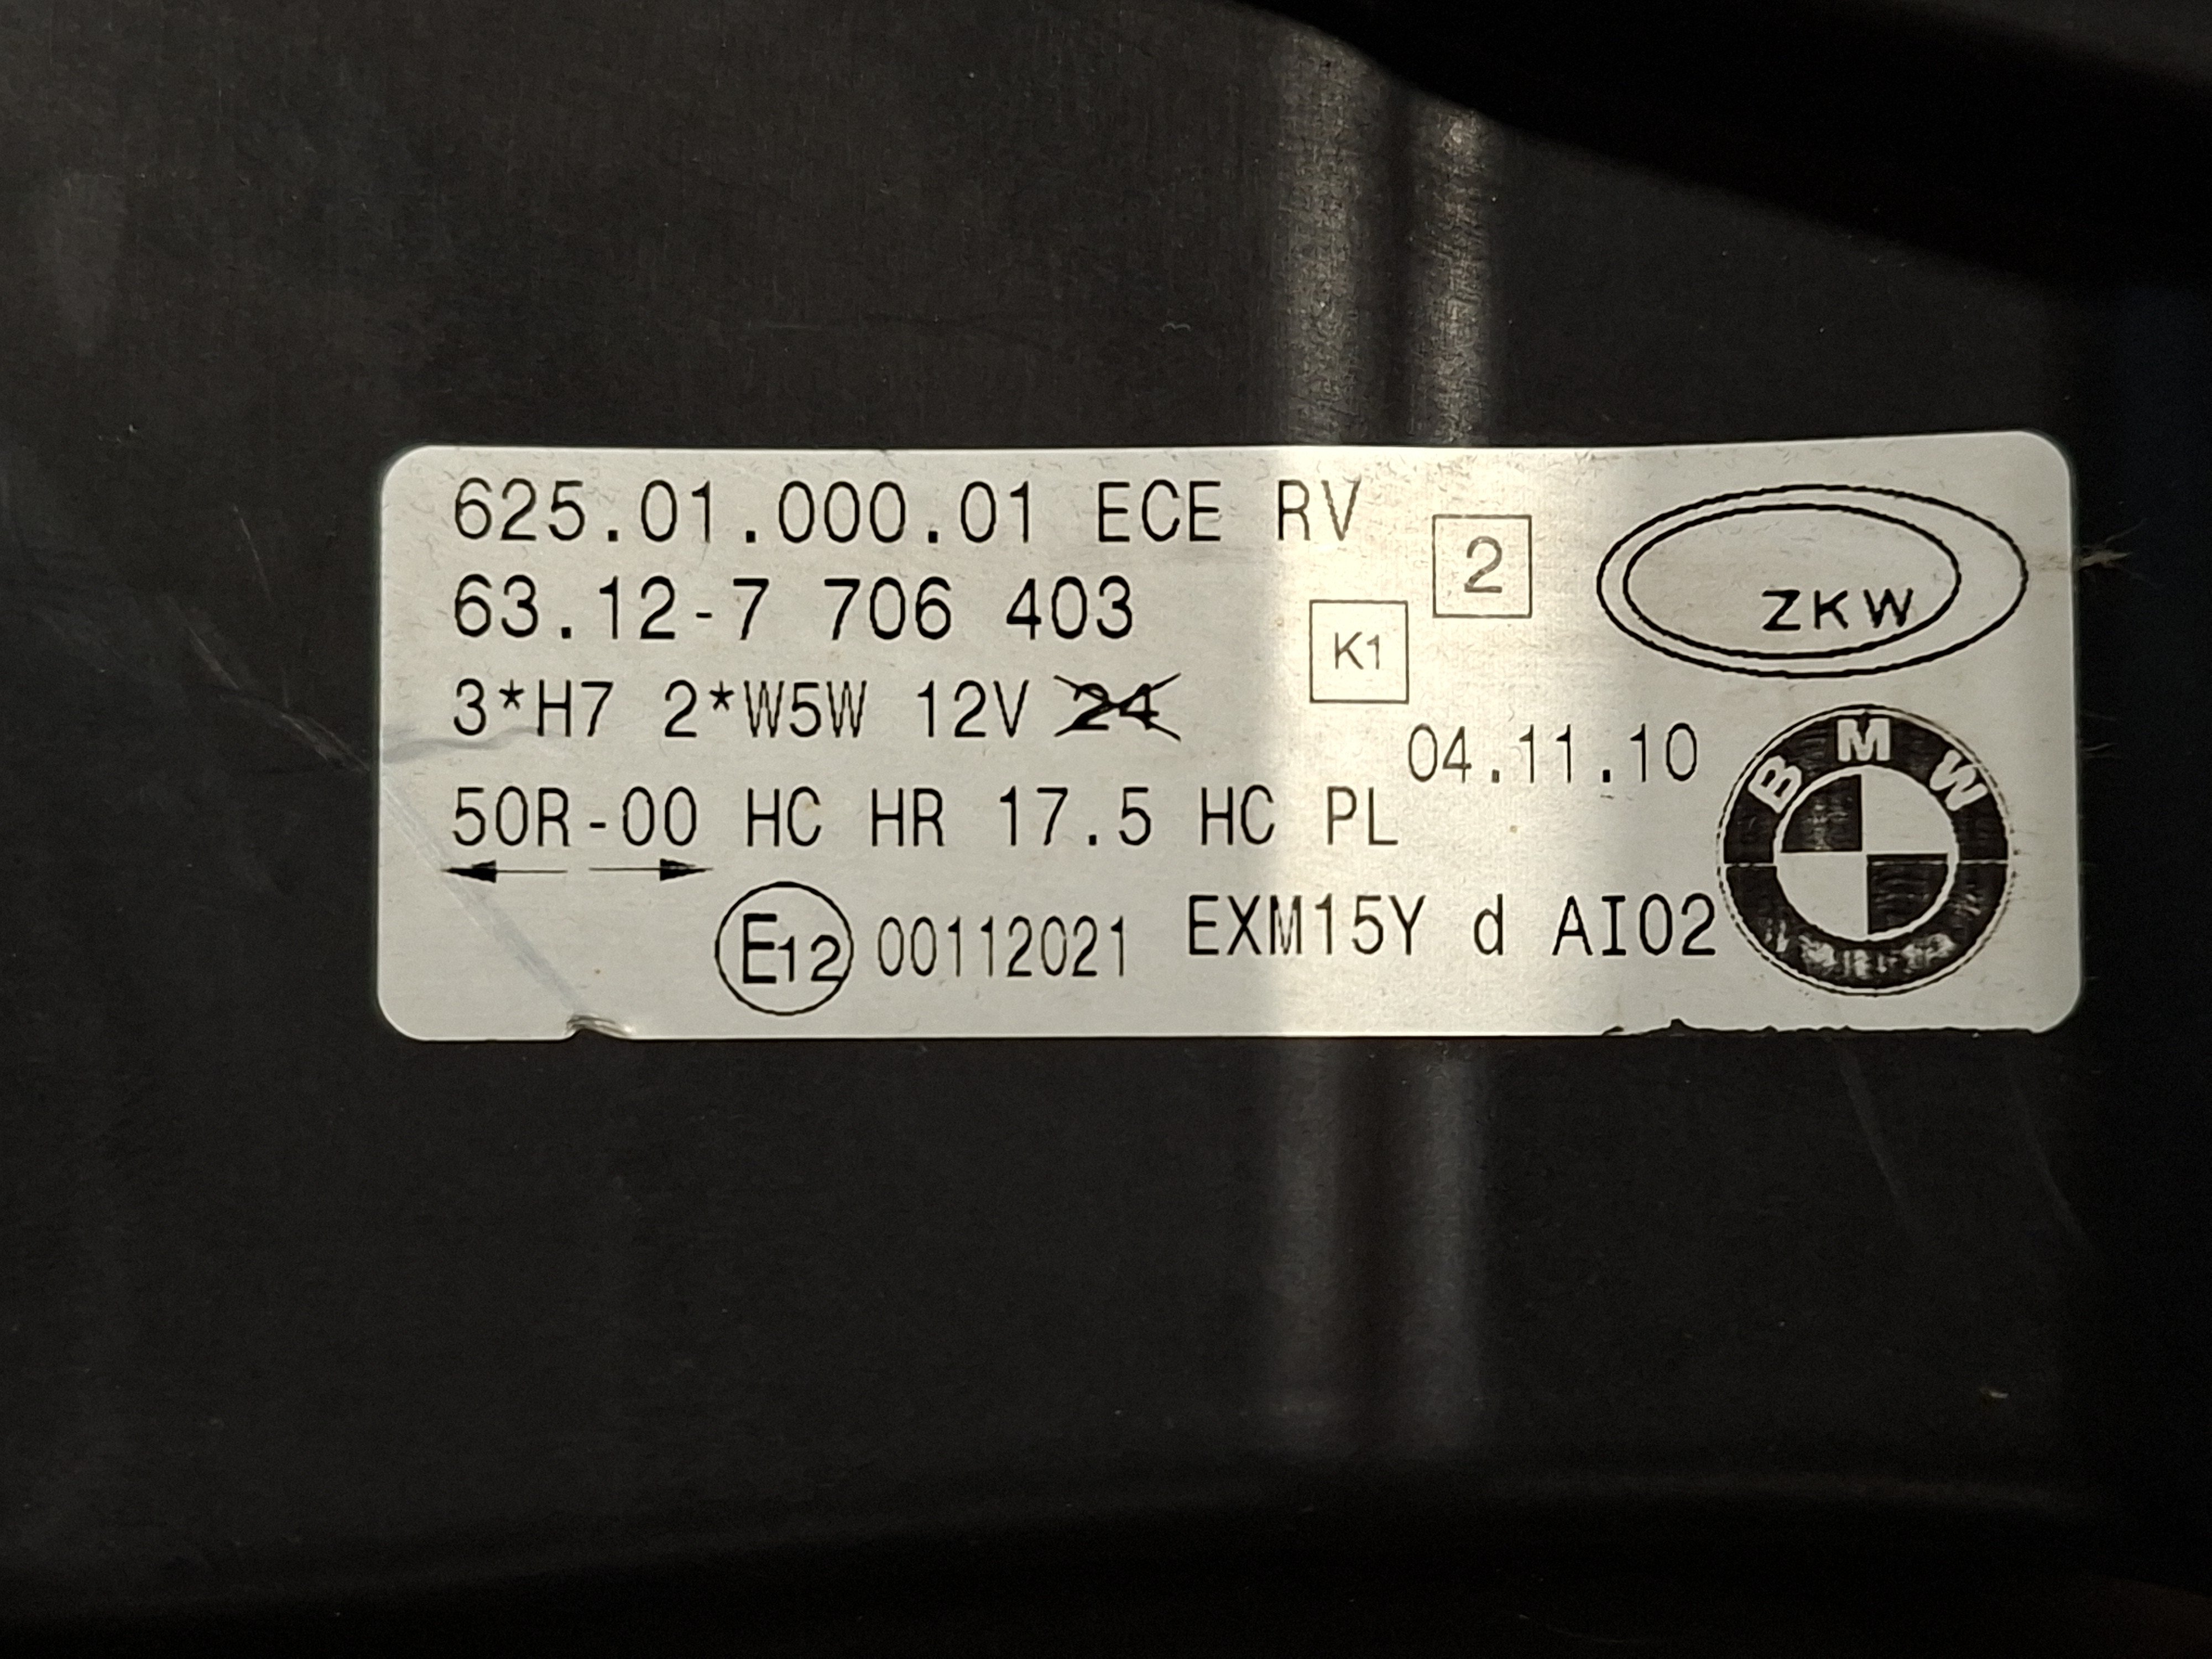 625.01.000.01 ECE RV
2
ZKW
63.12-7 706 403
K1
3*H7 2*W5W 12V 24
04.11.10
BMW
50R-00 HC HR 17.5 HC PL
E12 00112021 EXM15Y d AI02